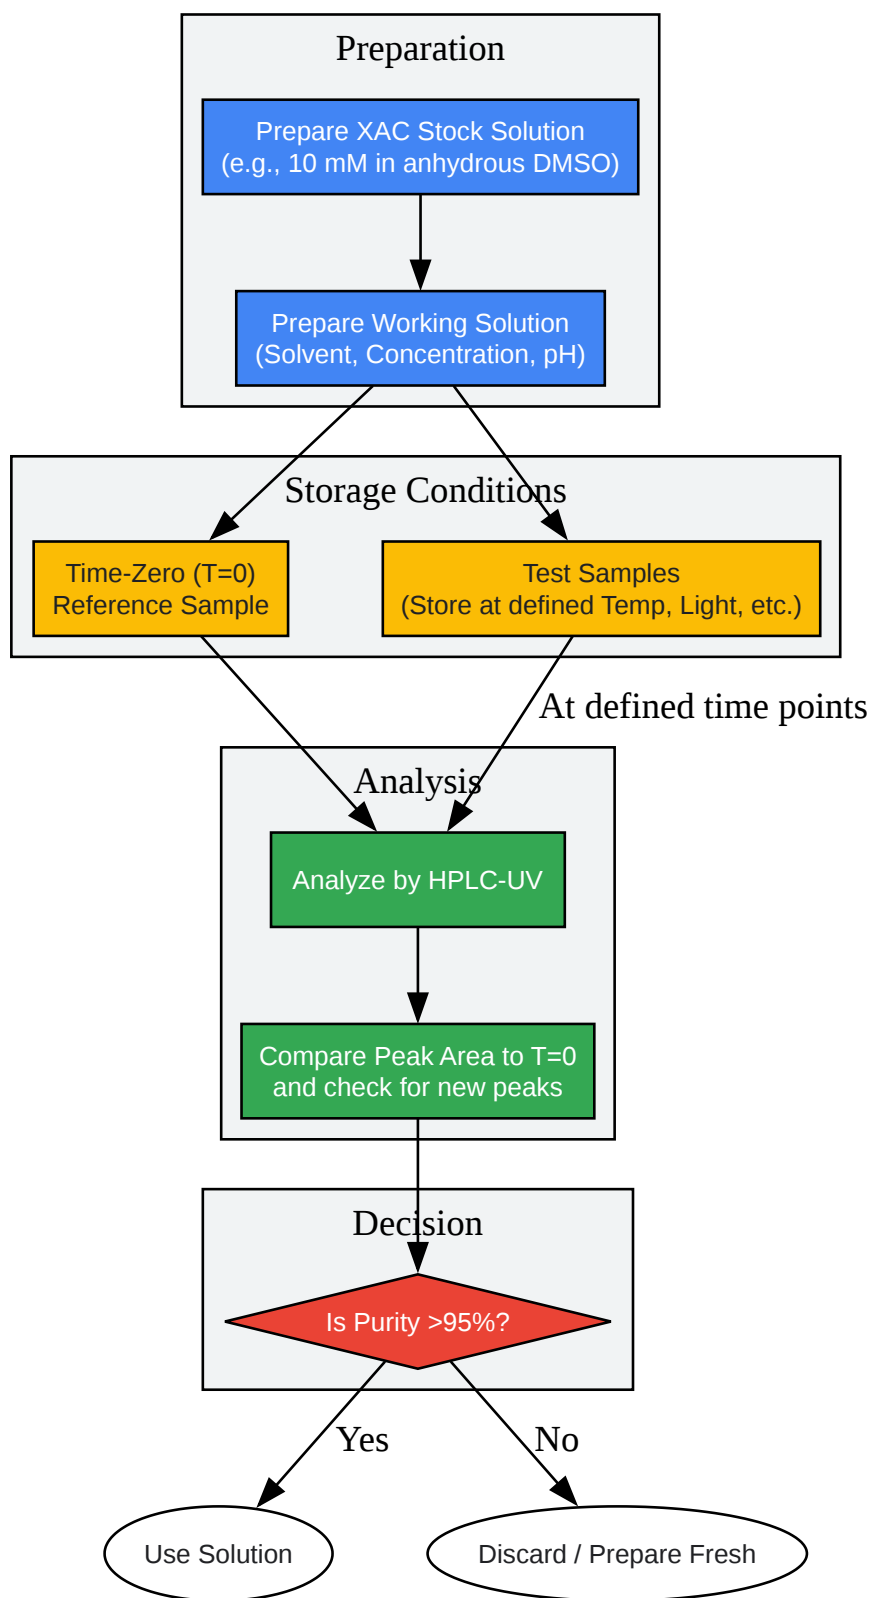 Preparation
Prepare XAC Stock Solution
(e.g., 10 mM in anhydrous DMSO)
Prepare Working Solution
(Solvent, Concentration, pH)
Storage Conditions
Time-Zero (T=0)
Reference Sample
Test Samples
(Store at defined Temp, Light, etc.)
At defined time points
Analysis
Analyze by HPLC-UV
Compare Peak Area to T=0
and check for new peaks
Decision
Is Purity >95%?
Yes
No
Use Solution
Discard / Prepare Fresh